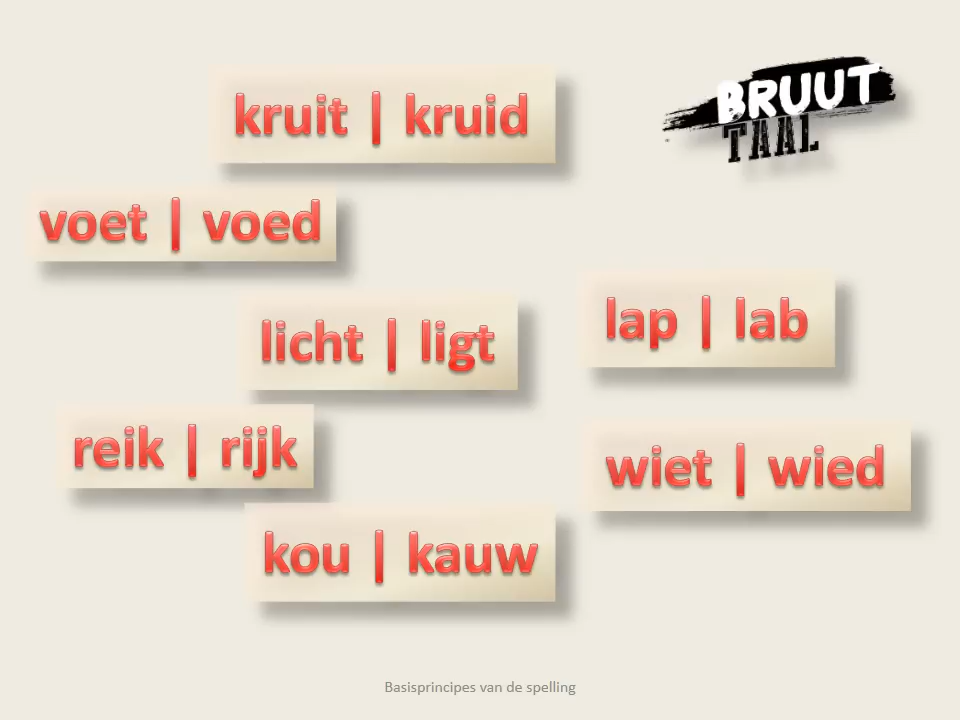 kruit | kruid
BRUUT
TAAL
voet | voed
licht | ligt
lap | lab
reik | rijk
wiet | wied
kou | kauw
Basisprincipes van de spelling